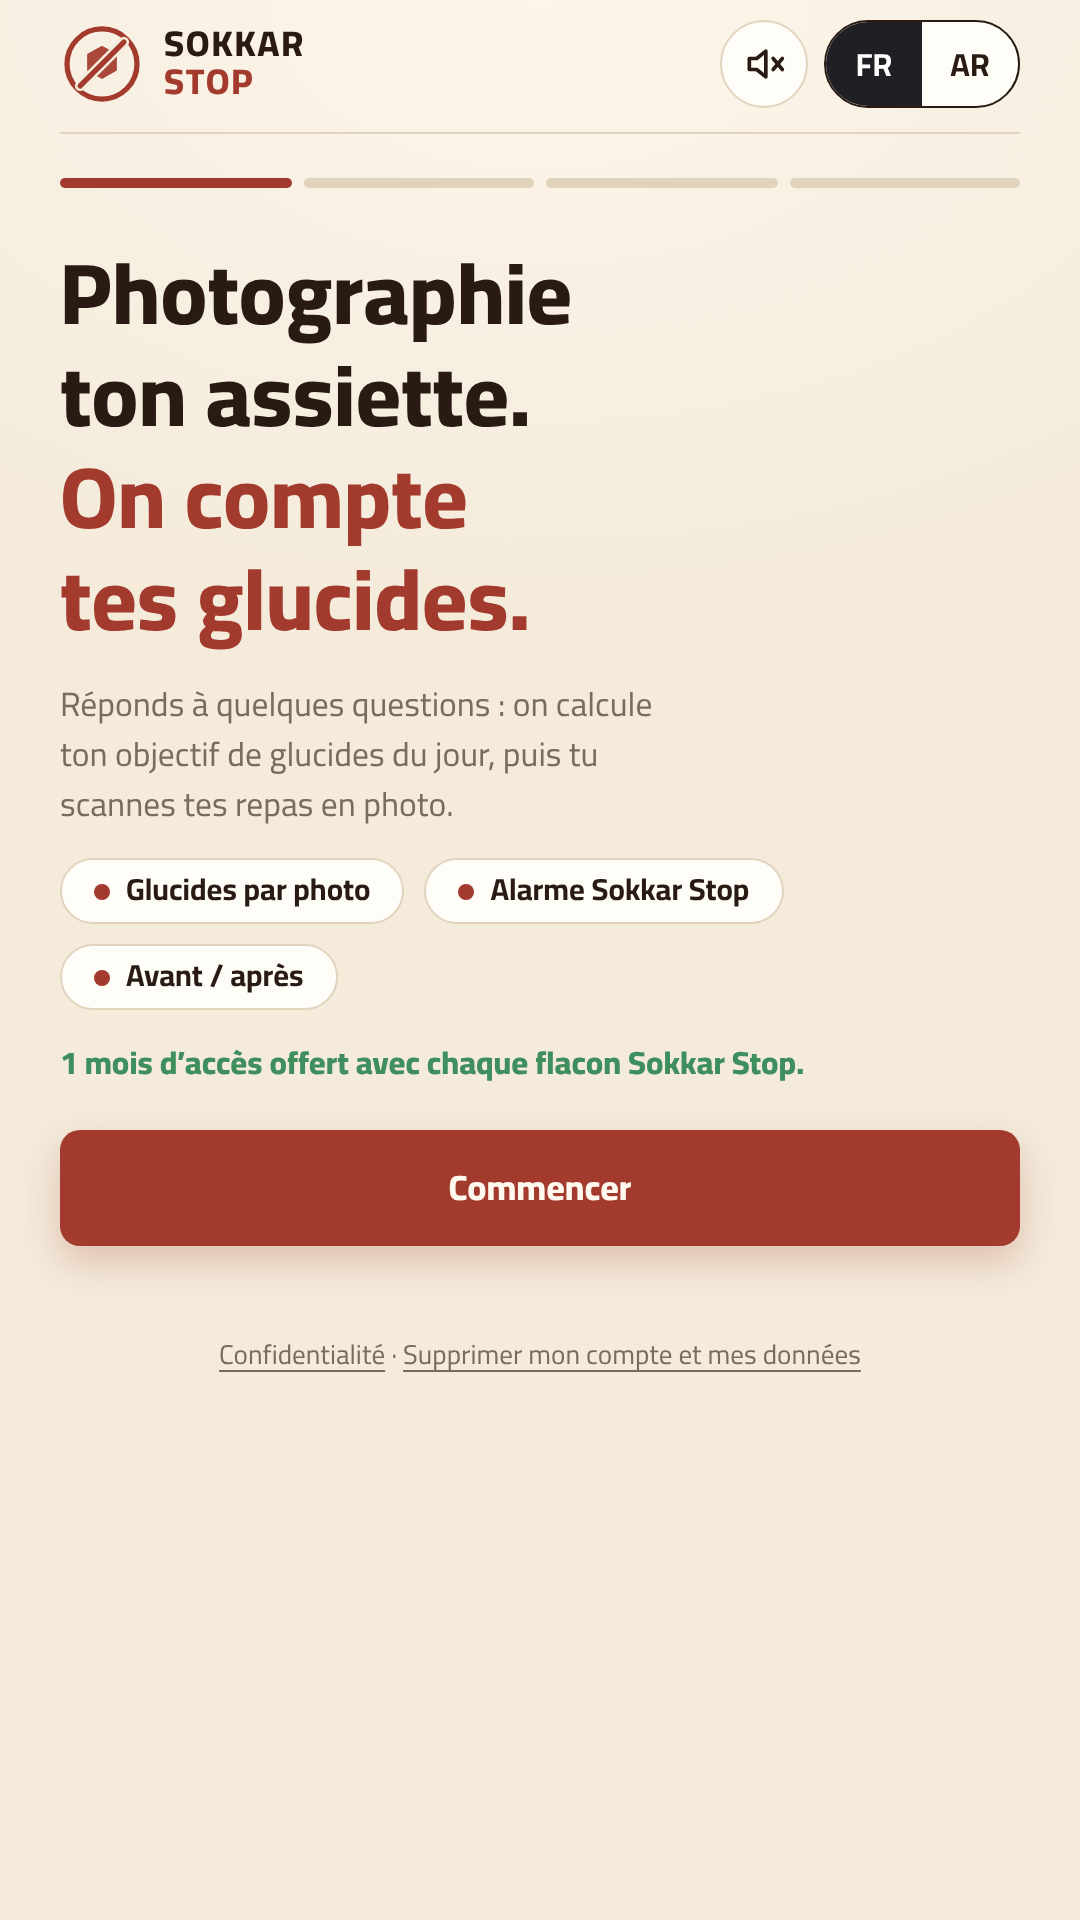 SOKKAR
STOP
FR
AR
Photographie
ton assiette.
On compte
tes glucides.
Réponds à quelques questions : on calcule
ton objectif de glucides du jour, puis tu
scannes tes repas en photo.
Glucides par photo
Alarme Sokkar Stop
Avant / après
1 mois d’accès offert avec chaque flacon Sokkar Stop.
Commencer
Confidentialité · Supprimer mon compte et mes données